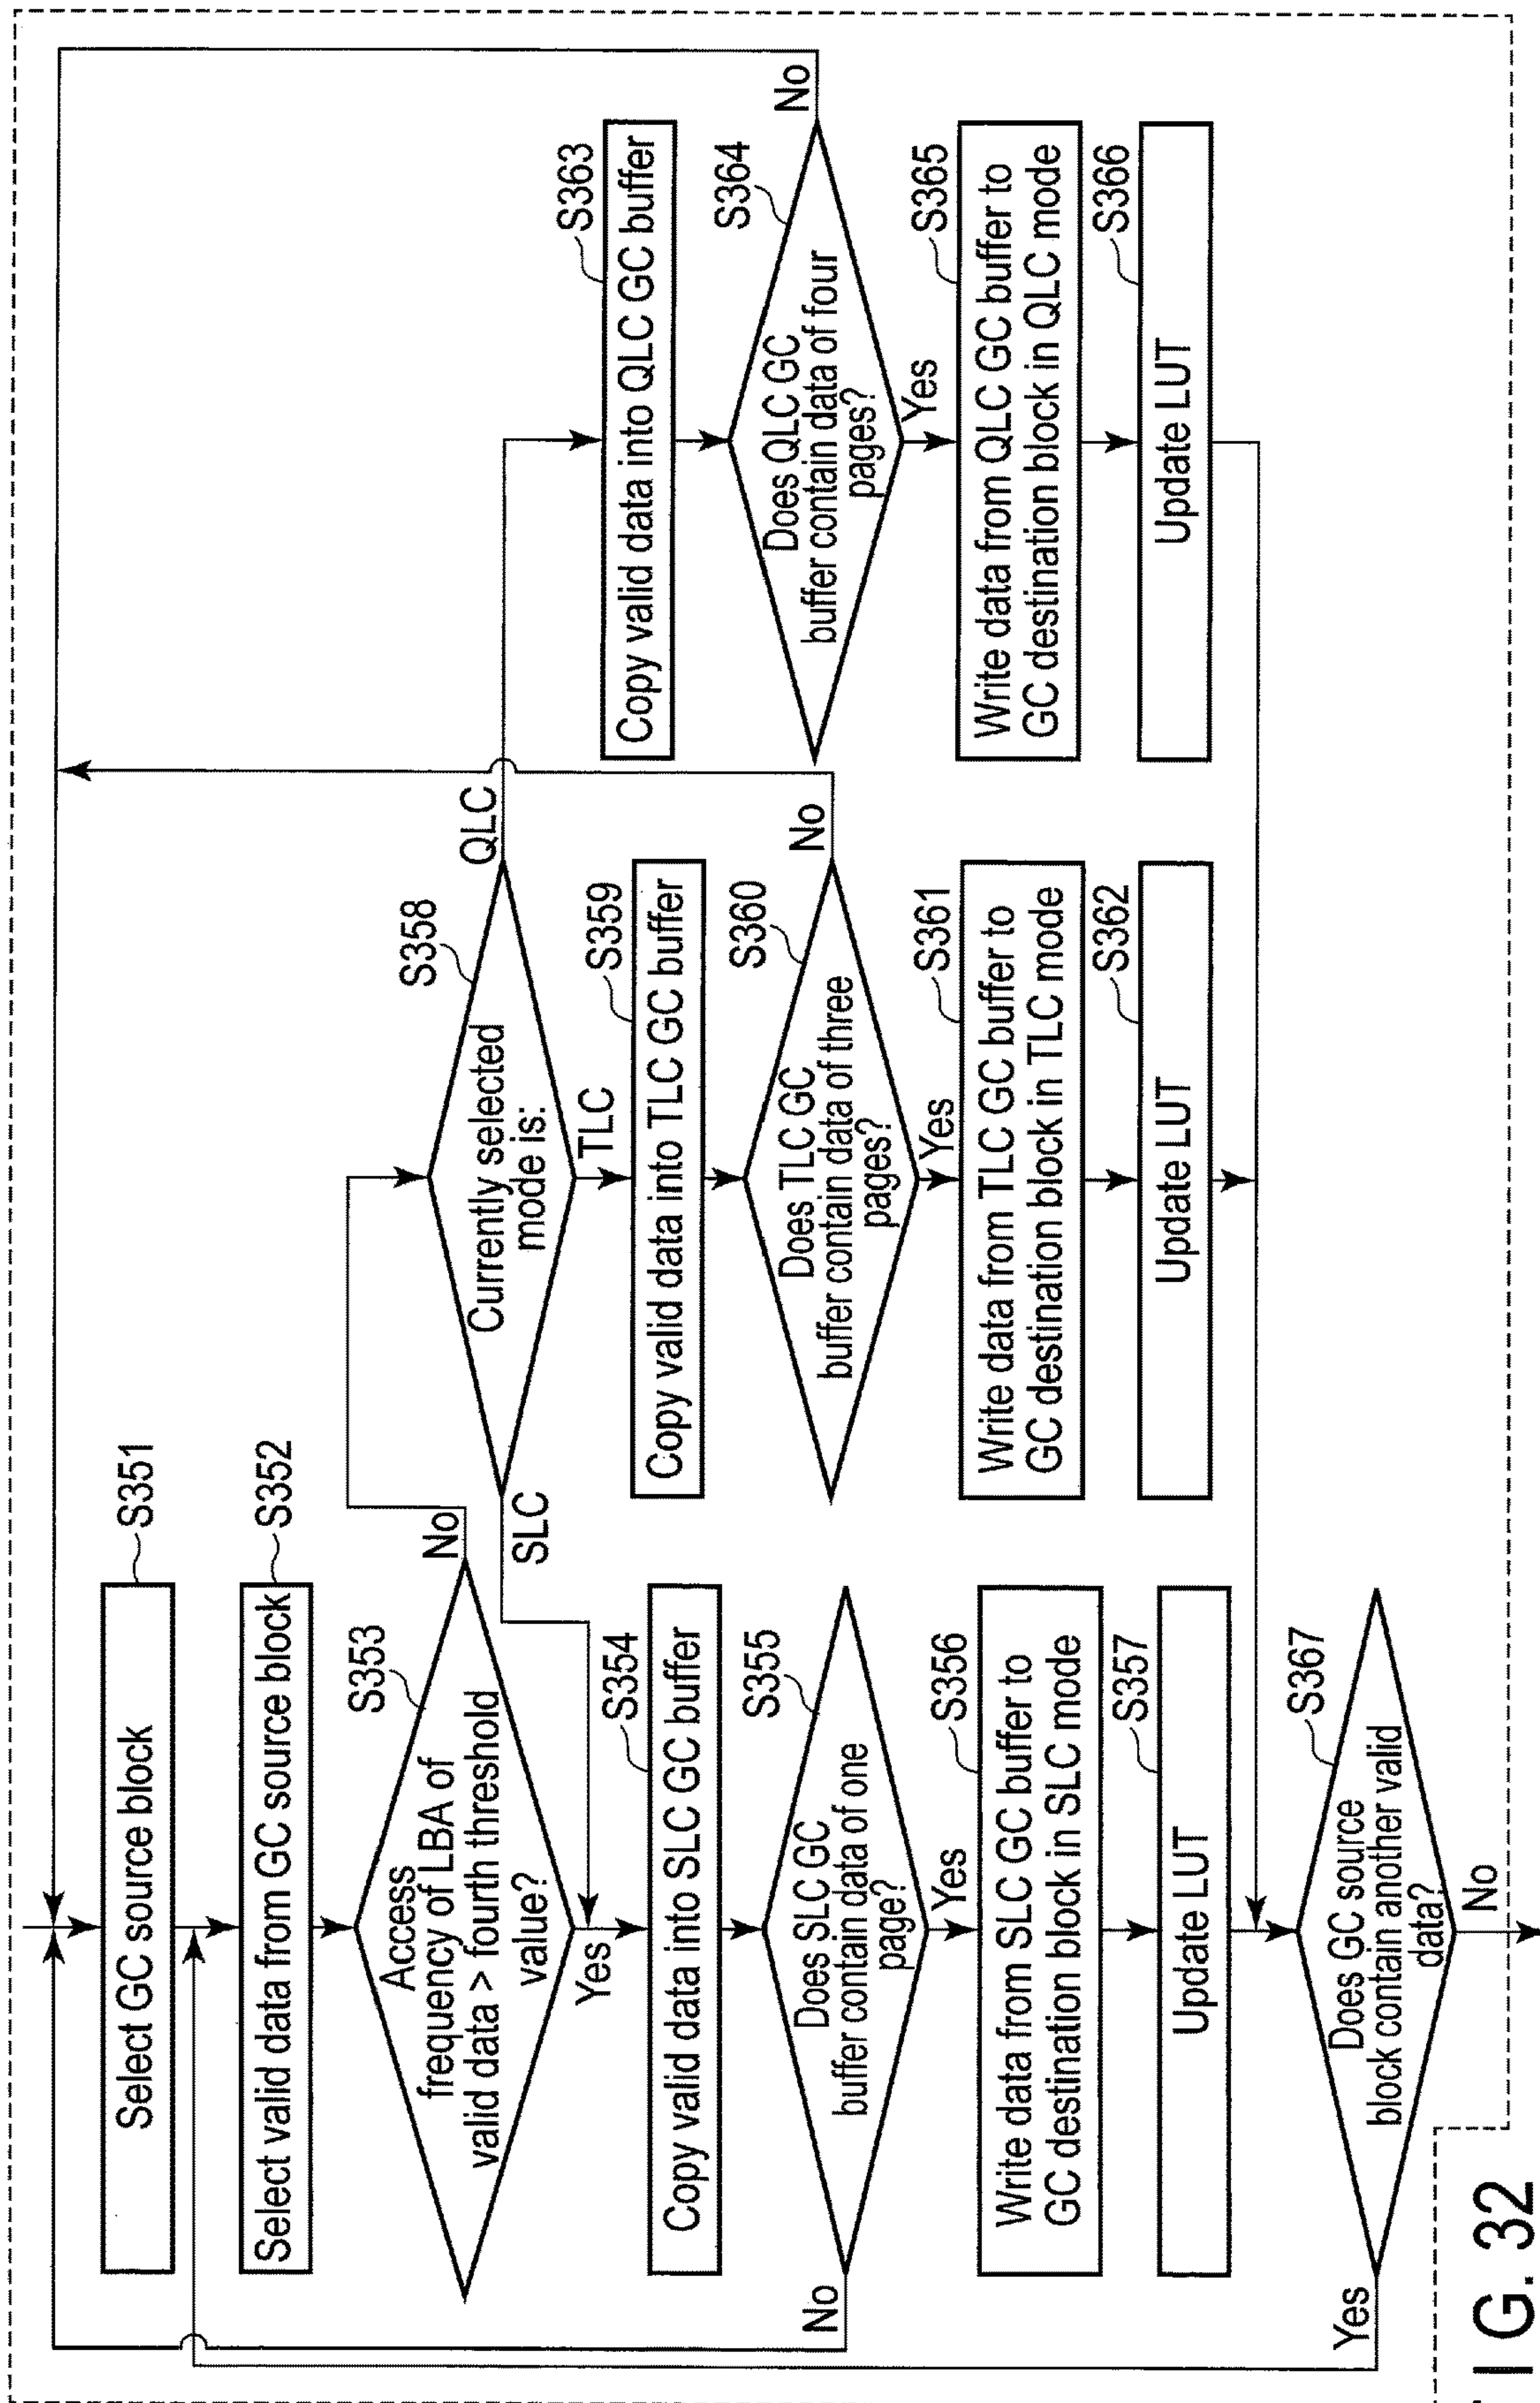 S351
Select GC source block
S352
Select valid data from GC source block
S353
Access
frequency of LBA of
valid data > fourth threshold
value?
No
Yes
S354
Copy valid data into SLC GC buffer
S355
Does SLC GC
buffer contain data of one
page?
No
Yes
S356
Write data from SLC GC buffer to
GC destination block in SLC mode
S357
Update LUT
S367
Does GC source
block contain another valid
data?
Yes
No
S358
Currently selected
mode is:
SLC
TLC
QLC
S359
Copy valid data into TLC GC buffer
S360
Does TLC GC
buffer contain data of three
pages?
No
Yes
S361
Write data from TLC GC buffer to
GC destination block in TLC mode
S362
Update LUT
S363
Copy valid data into QLC GC buffer
S364
Does QLC GC
buffer contain data of four
pages?
No
Yes
S365
Write data from QLC GC buffer to
GC destination block in QLC mode
S366
Update LUT
I G. 32